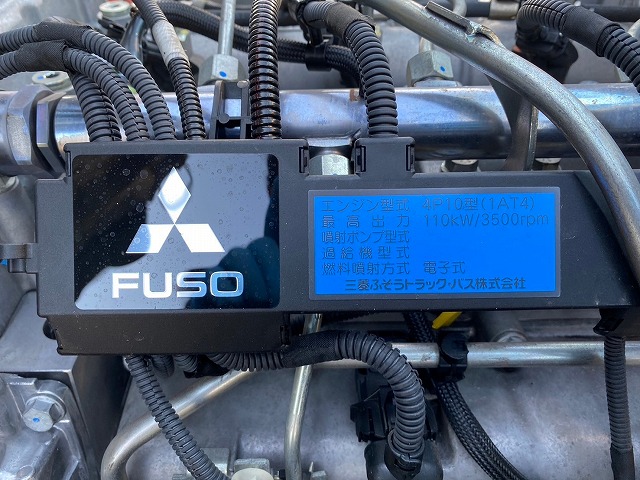 FUSO
エンジン型式 4P10型(1AT4)
最高出力 110kW/3500rpm
噴射ポンプ型式
過給機型式
燃料噴射方式 電子式
三菱ふそうトラック・バス株式会社